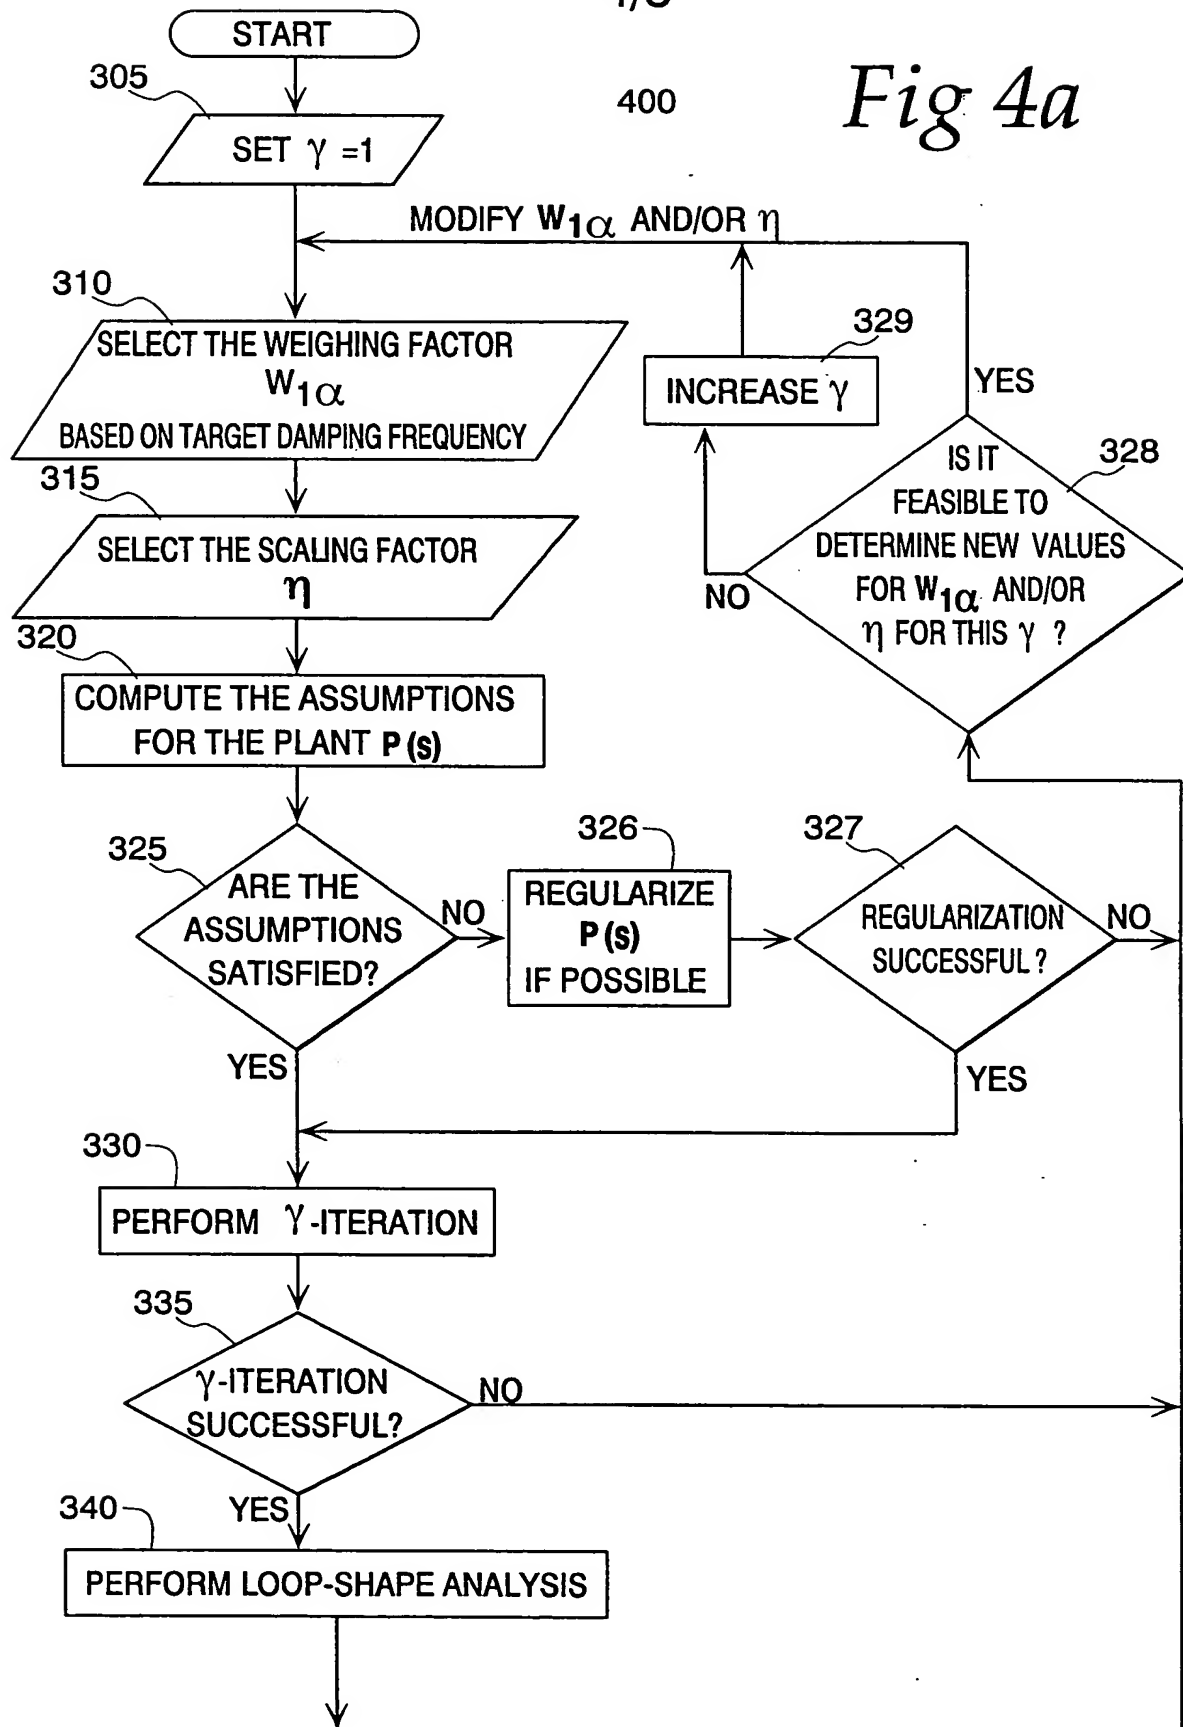 START
305
400
Fig 4a
SET γ =1
MODIFY W1α AND/OR η
310
SELECT THE WEIGHING FACTOR
W1α
BASED ON TARGET DAMPING FREQUENCY
329
INCREASE γ
YES
328
IS IT
FEASIBLE TO
DETERMINE NEW VALUES
FOR W1α AND/OR
η FOR THIS γ ?
NO
315
SELECT THE SCALING FACTOR
η
320
COMPUTE THE ASSUMPTIONS
FOR THE PLANT P(s)
325
ARE THE
ASSUMPTIONS
SATISFIED?
NO
326
REGULARIZE
P(s)
IF POSSIBLE
327
REGULARIZATION
SUCCESSFUL?
NO
YES
YES
330
PERFORM γ-ITERATION
335
γ-ITERATION
SUCCESSFUL?
NO
YES
340
PERFORM LOOP-SHAPE ANALYSIS